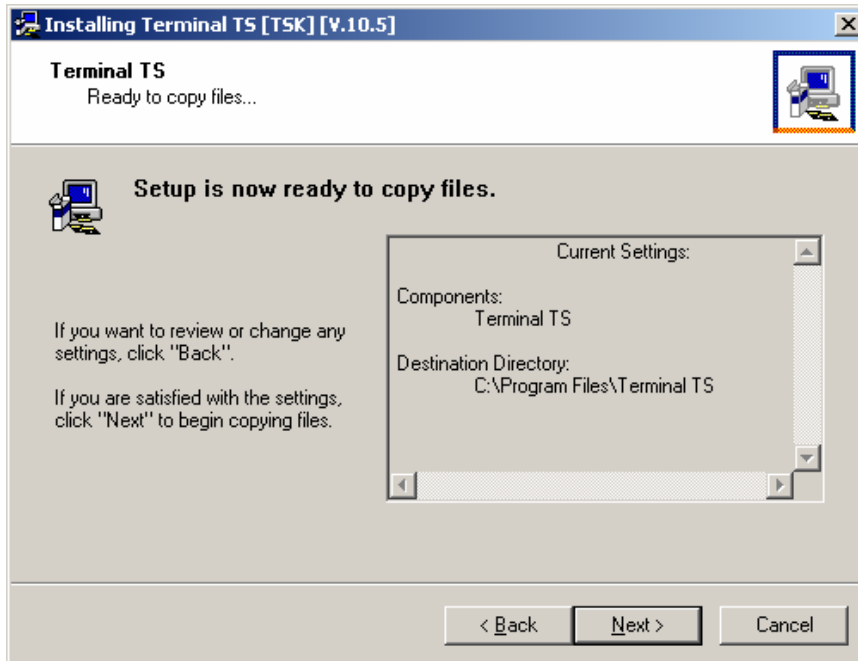 Installing Terminal TS [TSK] [V.10.5]
Terminal TS
Ready to copy files...
Setup is now ready to copy files.
If you want to review or change any
settings, click "Back".
If you are satisfied with the settings,
click "Next" to begin copying files.
Current Settings:
Components:
Terminal TS
Destination Directory:
C:\Program Files\Terminal TS
< Back
Next >
Cancel